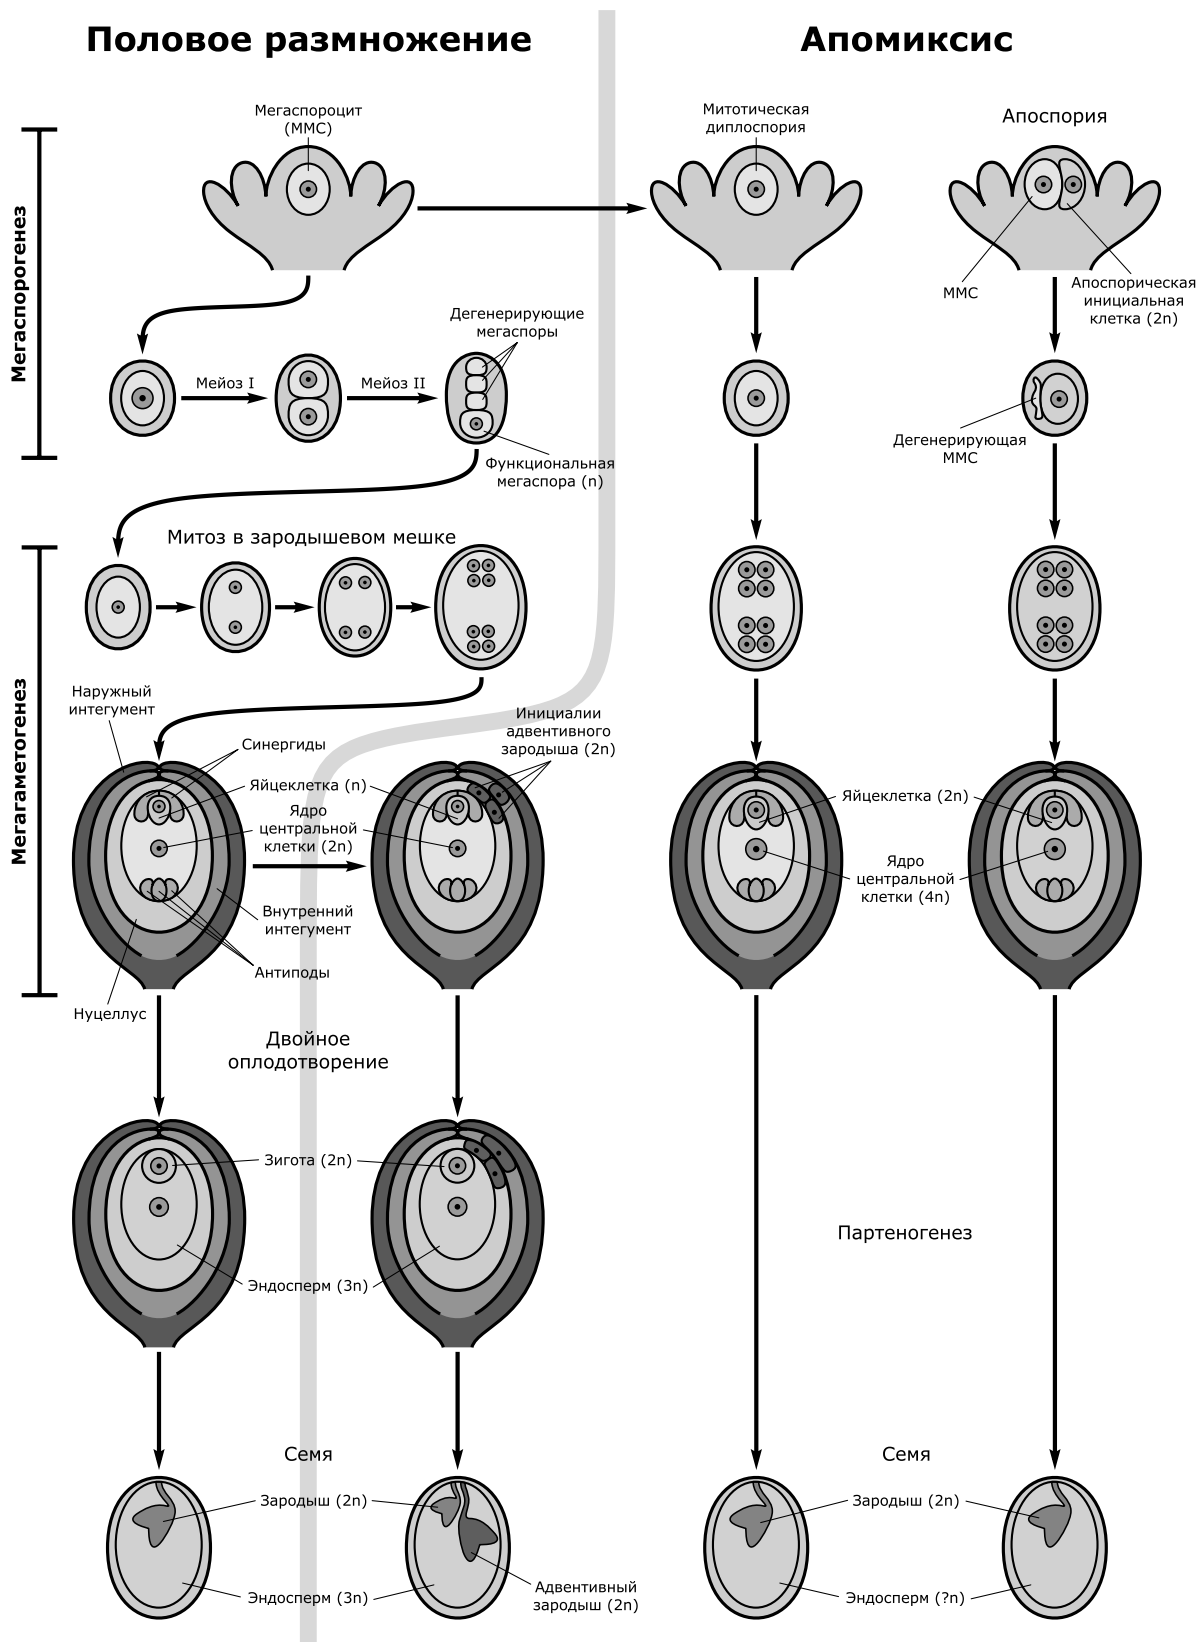 Половое размножение
Апомиксис
Мегаспороцит
(ММС)
Митотическая
диплоспория
Апоспория
Мегаспорогенез
ММС
Апоспорическая
инициальная
клетка (2n)
Дегенерирующие
мегаспоры
Мейоз I
Мейоз II
Дегенерирующая
ММС
Функциональная
мегаспора (n)
Митоз в зародышевом мешке
Мегагаметогенез
Наружный
интегумент
Синергиды
Инициалии
адвентивного
зародыша (2n)
Яйцеклетка (n)
Ядро
центральной
клетки (2n)
Яйцеклетка (2n)
Ядро
центральной
клетки (4n)
Внутренний
интегумент
Антиподы
Нуцеллус
Двойное
оплодотворение
Зигота (2n)
Партеногенез
Эндосперм (3n)
Семя
Семя
Зародыш (2n)
Зародыш (2n)
Эндосперм (3n)
Адвентивный
зародыш (2n)
Эндосперм (?n)